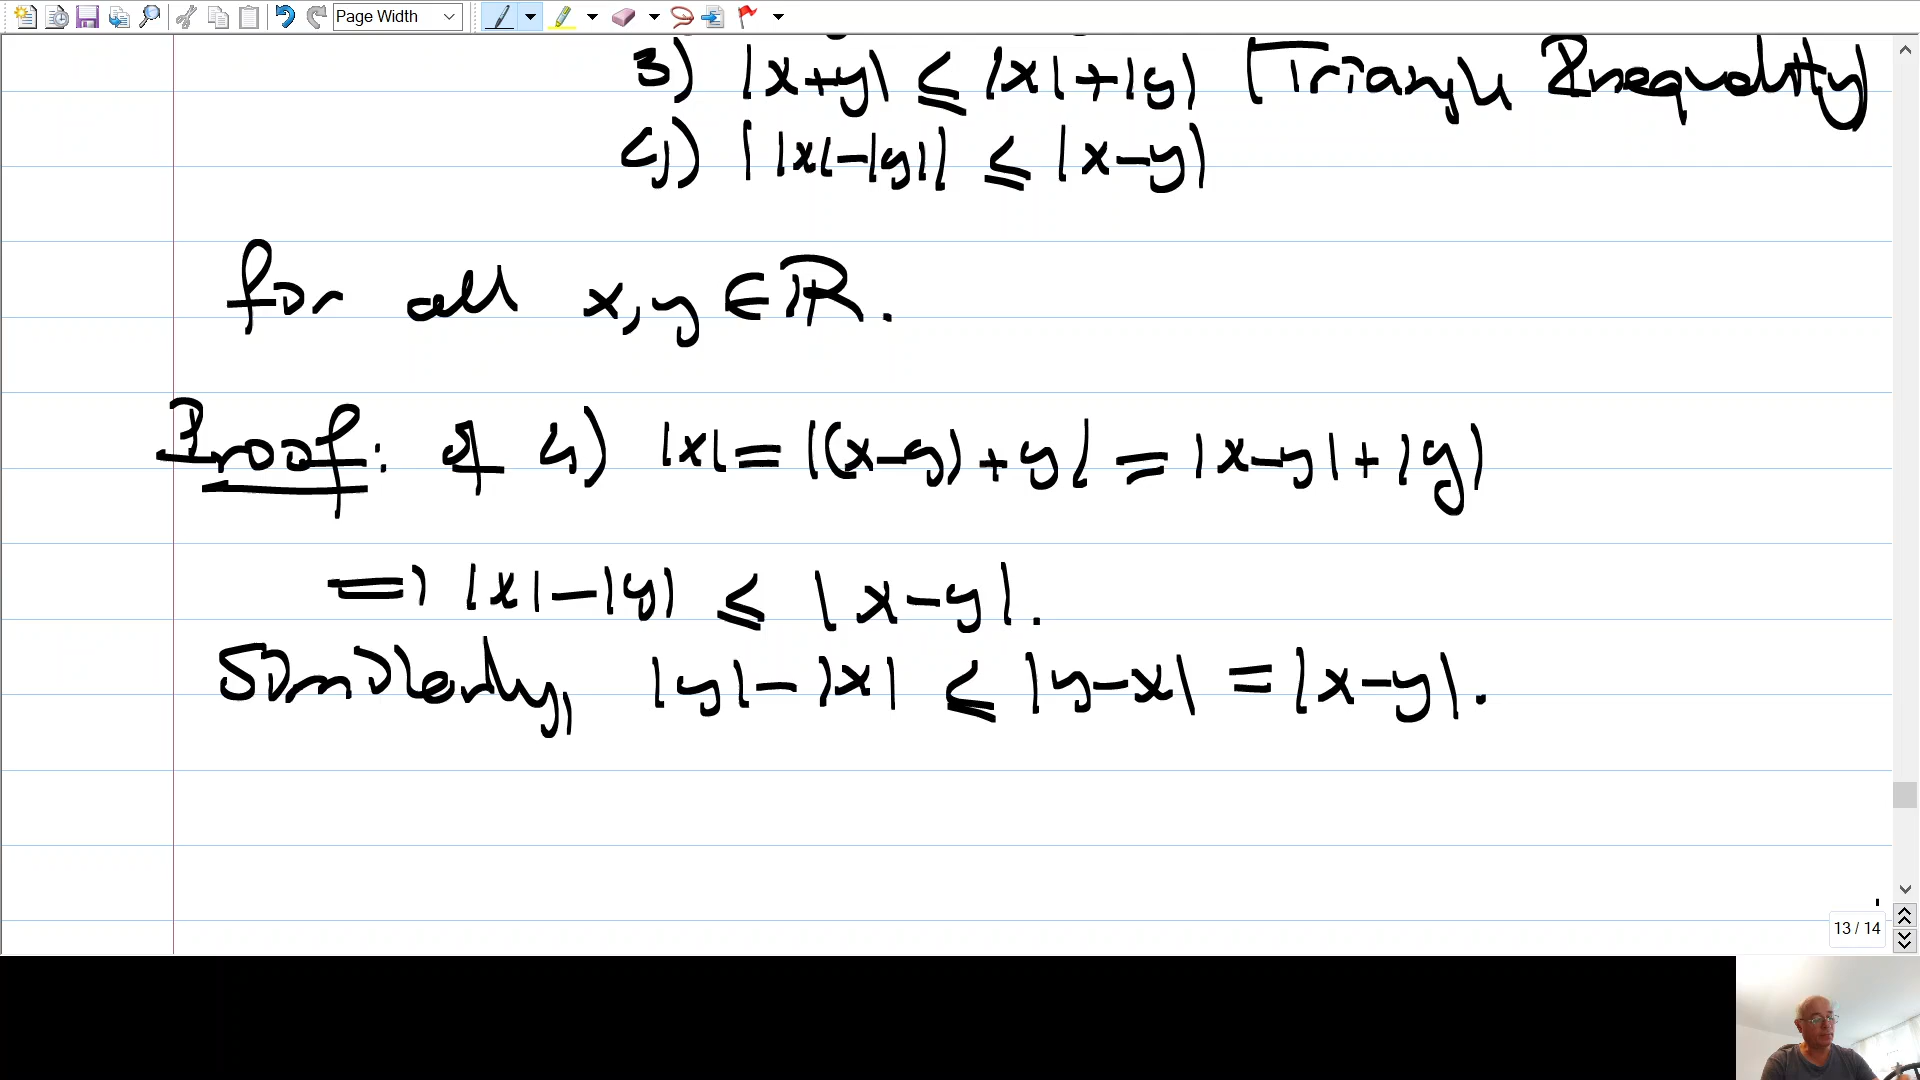 Page Width
3) |x+y| ≤ |x|+|y| (Triangle Inequality)
4) ||x|-|y|| ≤ |x-y|
for all x,y ∈ ℝ.
Proof: of 4) |x| = |(x-y)+y| = |x-y|+|y|
=> |x|-|y| ≤ |x-y|.
Similarly, |y|-|x| ≤ |y-x| = |x-y|.
13 / 14